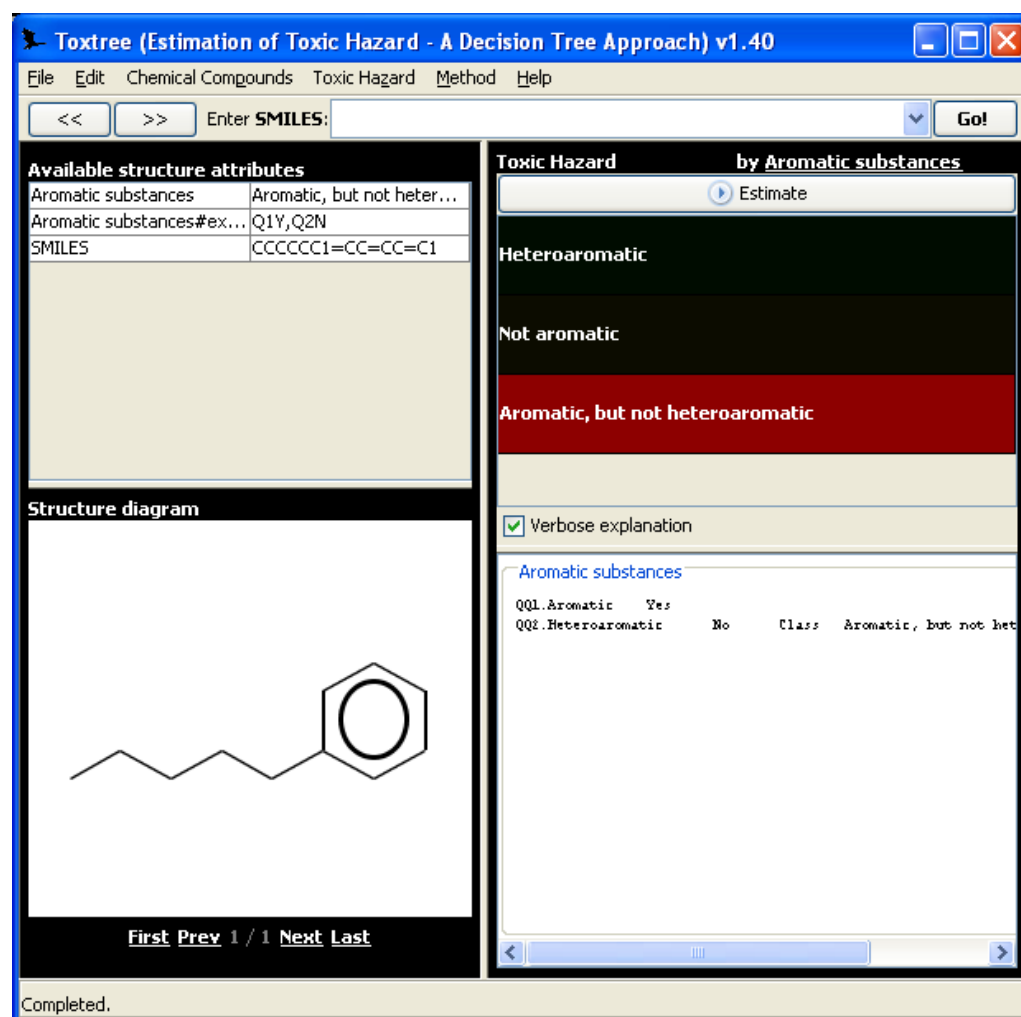 Toxtree (Estimation of Toxic Hazard - A Decision Tree Approach) v1.40
File Edit Chemical Compounds Toxic Hazard Method Help
<< >> Enter SMILES: Go!
Available structure attributes
Aromatic substances Aromatic, but not heter...
Aromatic substances#ex... Q1Y,Q2N
SMILES CCCCCC1=CC=CC=C1
Structure diagram
First Prev 1 / 1 Next Last
Toxic Hazard by Aromatic substances
Estimate
Heteroaromatic
Not aromatic
Aromatic, but not heteroaromatic
Verbose explanation
Aromatic substances
QQ1.Aromatic Yes
QQ2.Heteroaromatic No Class Aromatic, but not het
Completed.